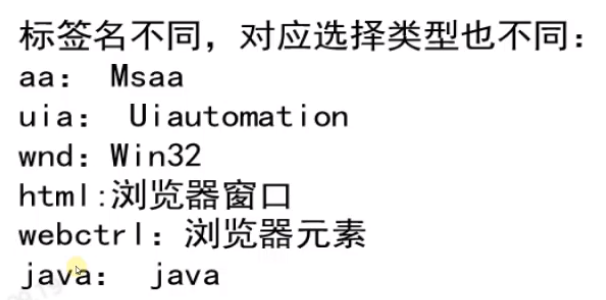 标签名不同，对应选择类型也不同：
aa： Msaa
uia： Uiautomation
wnd：Win32
html:浏览器窗口
webctrl：浏览器元素
java： java